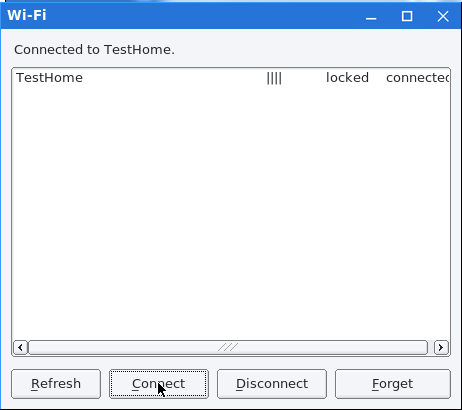 Wi-Fi
Connected to TestHome.
TestHome |||| locked connected
Refresh Connect Disconnect Forget